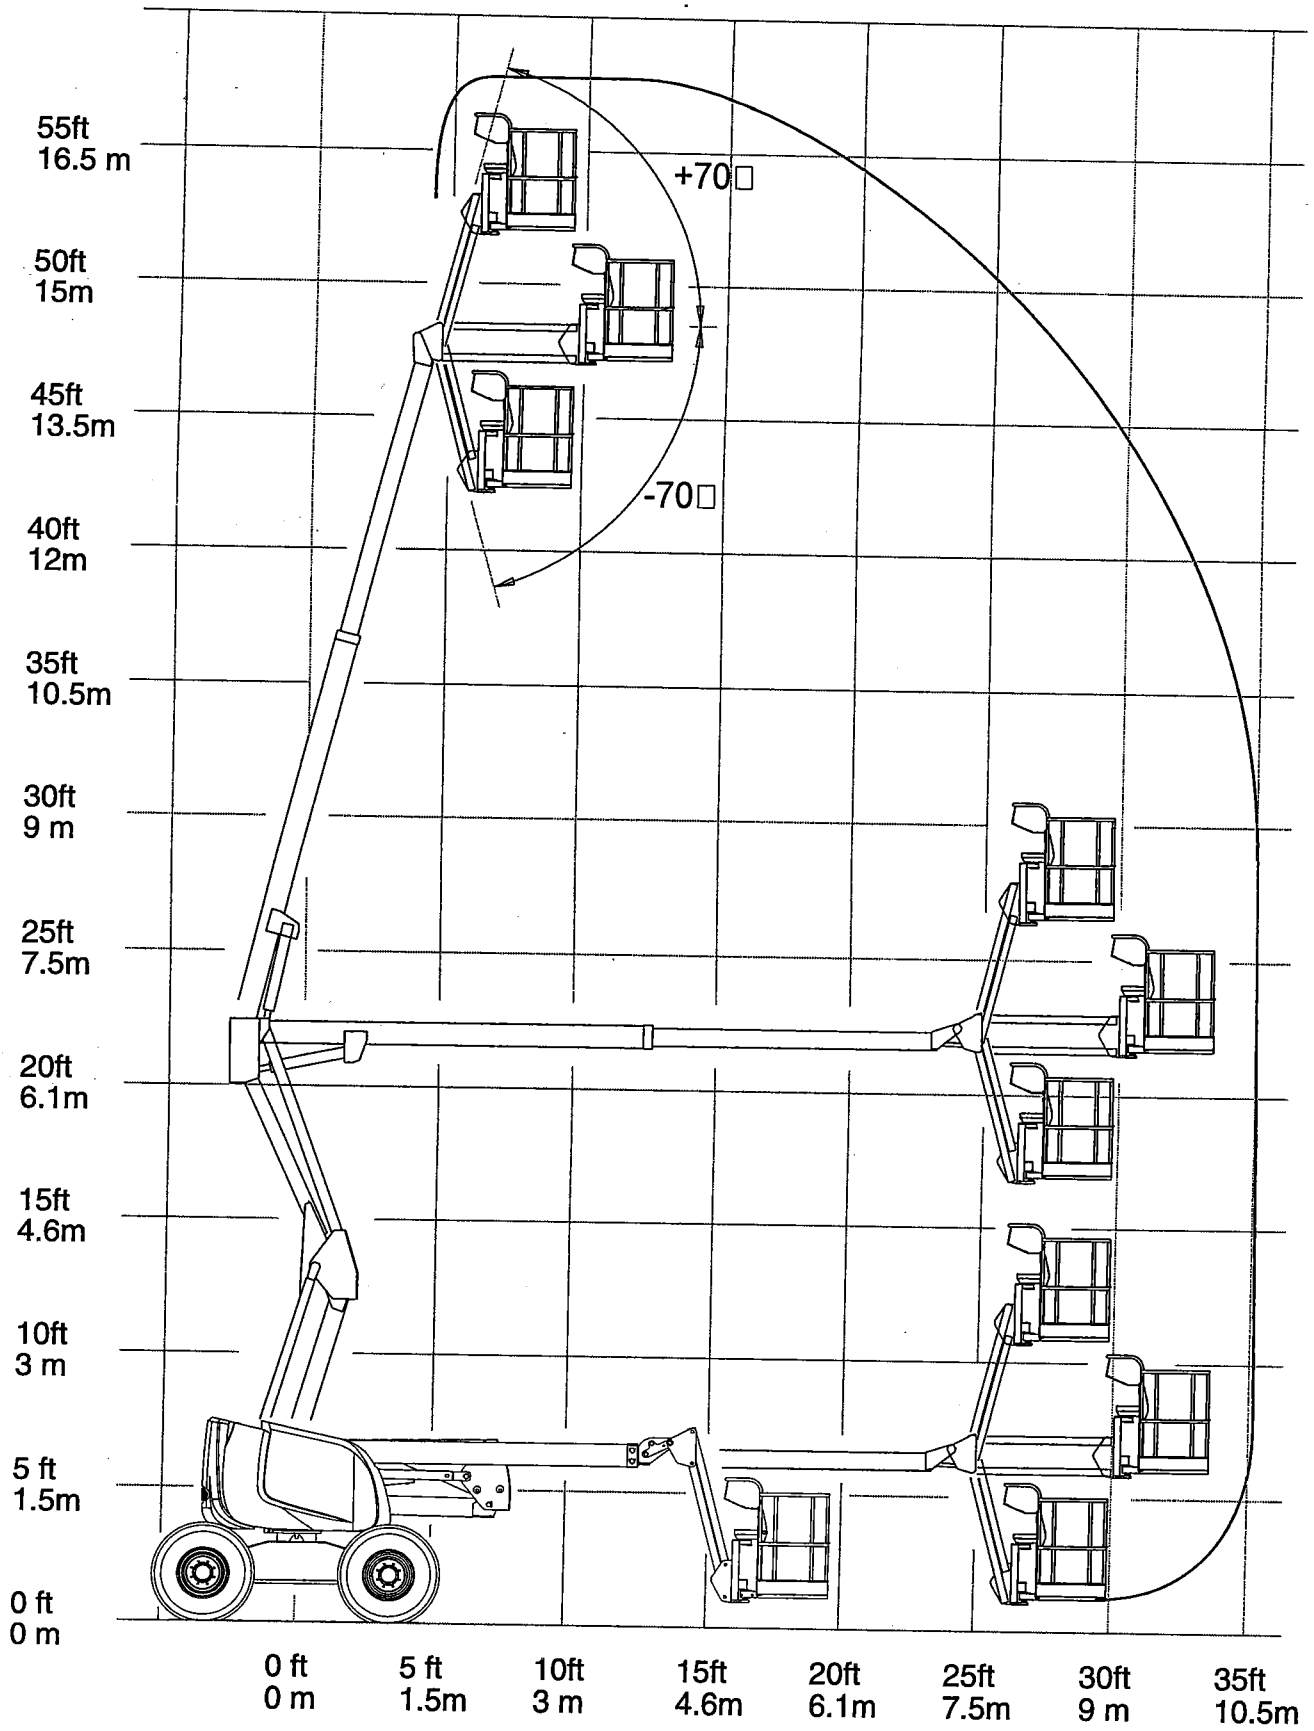 55ft
16.5 m
+70□
50ft
15m
45ft
13.5m
-70□
40ft
12m
35ft
10.5m
30ft
9 m
25ft
7.5m
20ft
6.1m
15ft
4.6m
10ft
3 m
5 ft
1.5m
0 ft
0 m
0 ft
0 m
5 ft
1.5m
10ft
3 m
15ft
4.6m
20ft
6.1m
25ft
7.5m
30ft
9 m
35ft
10.5m